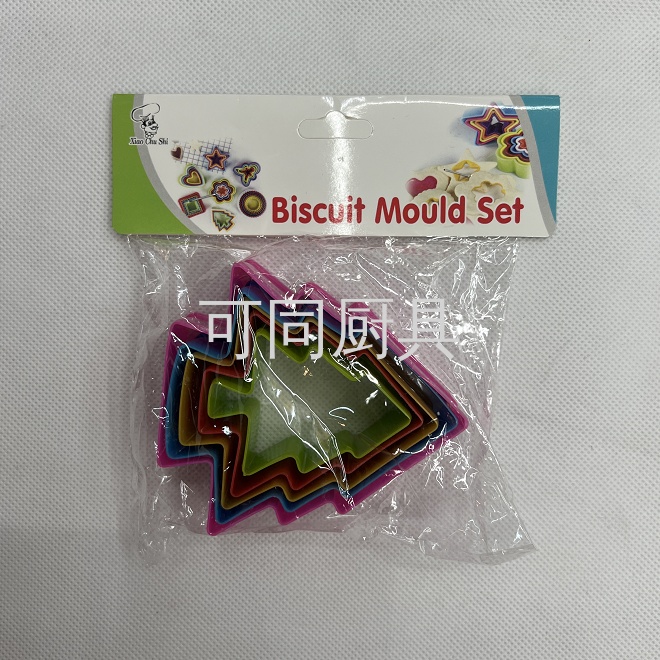 Xiao Chu Shi
Biscuit Mould Set
可同厨具